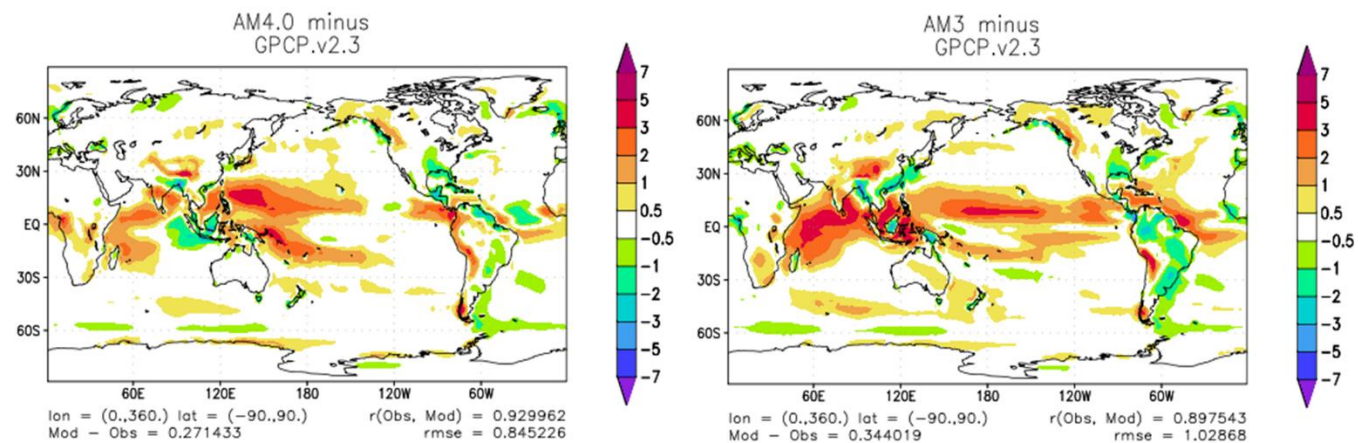 AM4.0 minus
GPCP.v2.3
60N
30N
EQ
30S
60S
60E
120E
180
120W
60W
7
5
3
2
1
0.5
-0.5
-1
-2
-3
-5
-7
lon = (0.,360.) lat = (-90.,90.)
r(Obs, Mod) = 0.929962
Mod - Obs = 0.271433
rmse = 0.845226
AM3 minus
GPCP.v2.3
60N
30N
EQ
30S
60S
60E
120E
180
120W
60W
7
5
3
2
1
0.5
-0.5
-1
-2
-3
-5
-7
lon = (0.,360.) lat = (-90.,90.)
r(Obs, Mod) = 0.897543
Mod - Obs = 0.344019
rmse = 1.02868